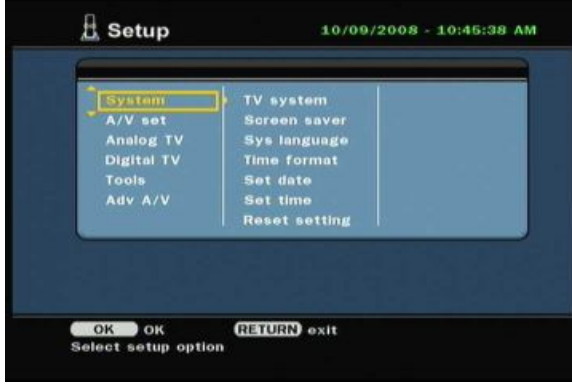 Setup
10/09/2008 - 10:45:38 AM
System
A/V set
Analog TV
Digital TV
Tools
Adv A/V
TV system
Screen saver
Sys language
Time format
Set date
Set time
Reset setting
OK OK
RETURN exit
Select setup option